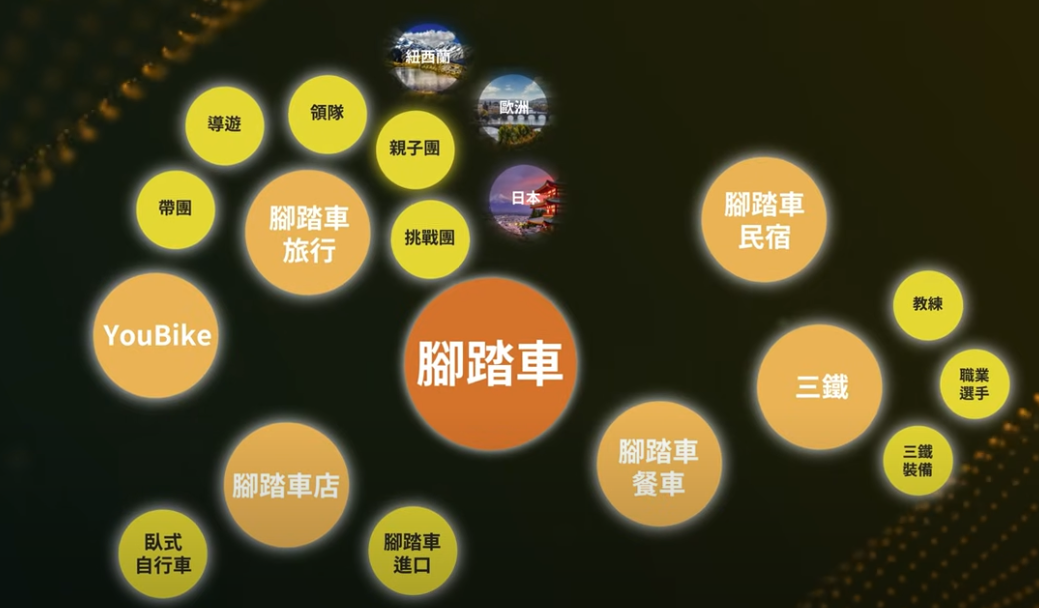 紐西蘭
歐洲
領隊
導遊
親子團
日本
帶團
腳踏車
旅行
挑戰團
腳踏車
民宿
YouBike
腳踏車
教練
三鐵
職業
選手
腳踏車
餐車
三鐵
裝備
腳踏車店
臥式
自行車
腳踏車
進口